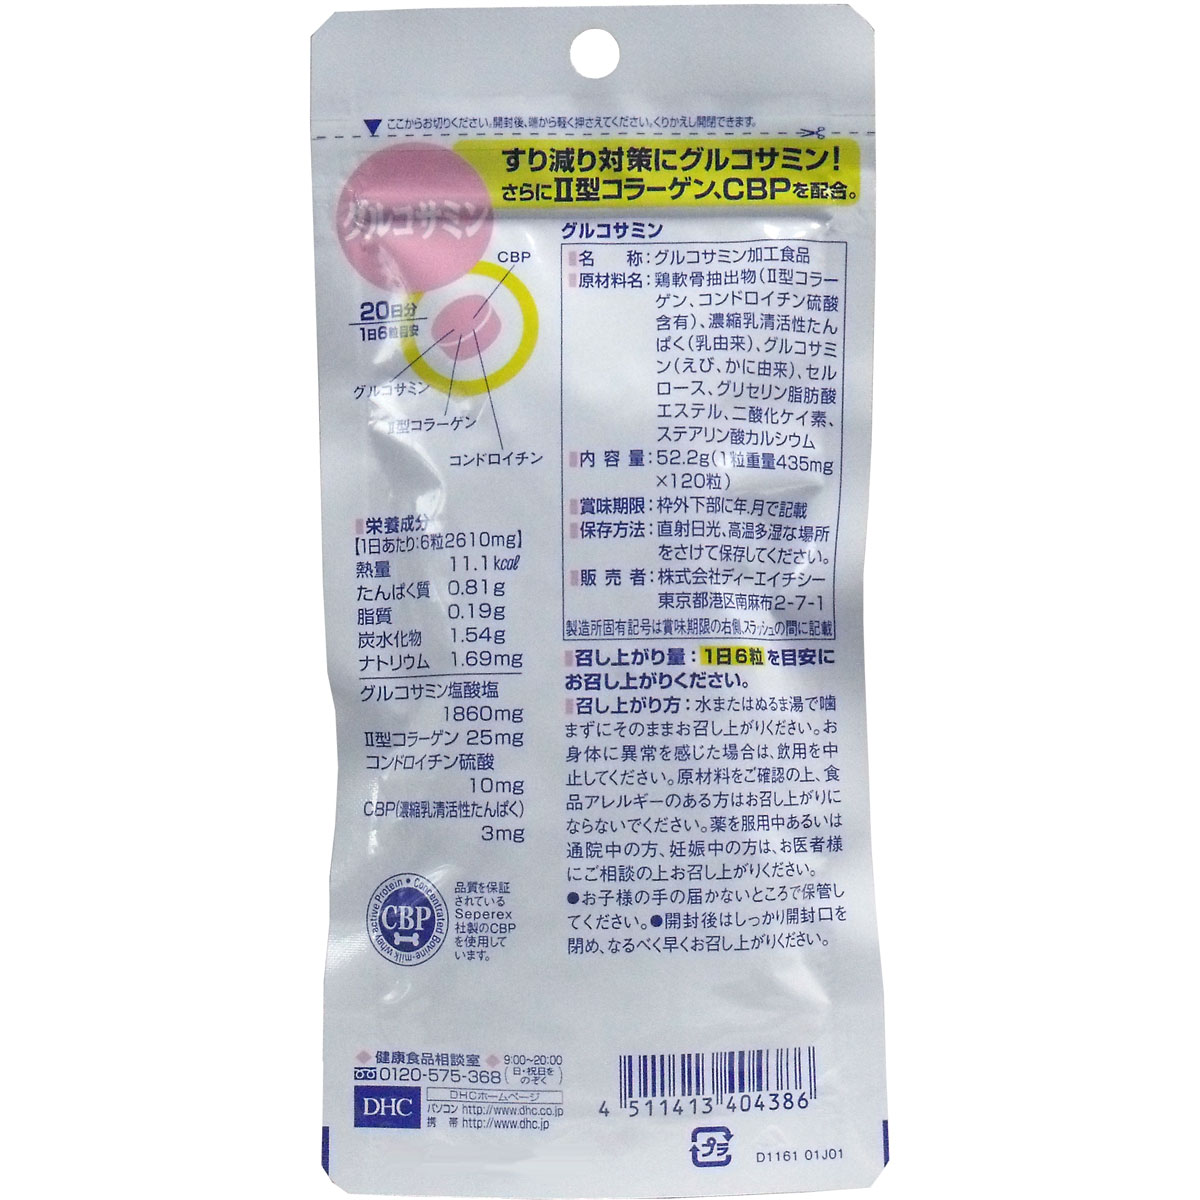 ここからお切りください。開封後、端から軽く押さえてください。くりかえし開閉できます。
すり減り対策にグルコサミン!
さらにⅡ型コラーゲン、CBPを配合。
グルコサミン
20日分
1日6粒目安
CBP
グルコサミン
Ⅱ型コラーゲン
コンドロイチン
栄養成分
【1日あたり:6粒2610mg】
熱量 11.1kcal
たんぱく質 0.81g
脂質 0.19g
炭水化物 1.54g
ナトリウム 1.69mg
グルコサミン塩酸塩
1860mg
Ⅱ型コラーゲン 25mg
コンドロイチン硫酸
10mg
CBP(濃縮乳清活性たんぱく)
3mg
CBP
Concentrated Bovine-milk whey active Protein
品質を保証
されている
Seperex
社製のCBP
を使用して
います。
グルコサミン
名称:グルコサミン加工食品
原材料名:鶏軟骨抽出物(Ⅱ型コラー
ゲン、コンドロイチン硫酸
含有)、濃縮乳清活性たん
ぱく(乳由来)、グルコサミ
ン(えび、かに由来)、セル
ロース、グリセリン脂肪酸
エステル、二酸化ケイ素、
ステアリン酸カルシウム
内容量:52.2g(1粒重量435mg
×120粒)
賞味期限:枠外下部に年.月で記載
保存方法:直射日光、高温多湿な場所
をさけて保存してください。
販売者:株式会社ディーエイチシー
東京都港区南麻布2-7-1
製造所固有記号は賞味期限の右側、スラッシュの間に記載
召し上がり量:1日6粒を目安に
お召し上がりください。
召し上がり方:水またはぬるま湯で噛
まずにそのままお召し上がりください。お
身体に異常を感じた場合は、飲用を中
止してください。原材料をご確認の上、食
品アレルギーのある方はお召し上がりに
ならないでください。薬を服用中あるいは
通院中の方、妊娠中の方は、お医者様
にご相談の上お召し上がりください。
●お子様の手の届かないところで保管し
てください。●開封後はしっかり開封口を
閉め、なるべく早くお召し上がりください。
健康食品相談室 9:00~20:00
0120-575-368 (日・祝日をのぞく)
DHC
DHCホームページ
パソコン http://www.dhc.co.jp
携帯 http://www.dhc.jp
4 511413 404386
プラ
D1161 01J01